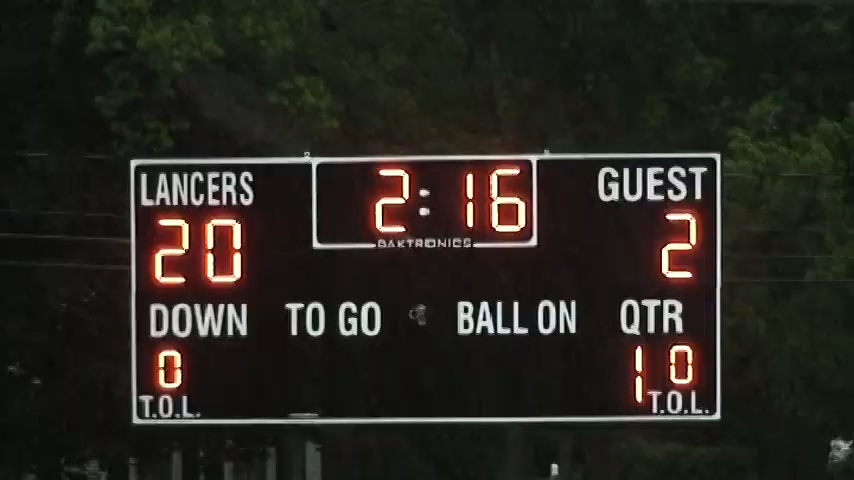 LANCERS 2:16 GUEST
20 DAKTRONICS 2
DOWN TO GO BALL ON QTR
0 1 0
T.O.L. T.O.L.